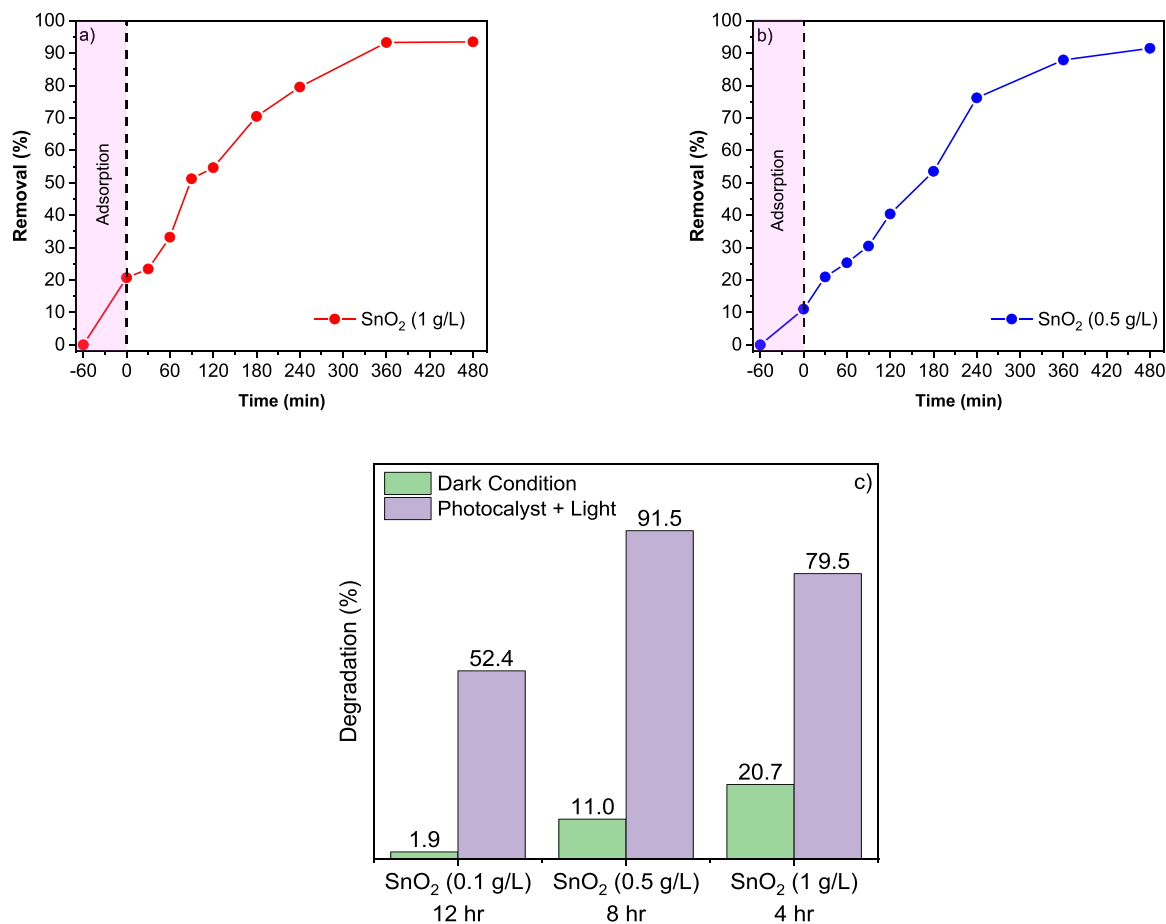 a)
100
90
80
70
60
50
40
30
20
10
0
Removal (%)
Adsorption
SnO₂ (1 g/L)
-60 0 60 120 180 240 300 360 420 480
Time (min)
b)
100
90
80
70
60
50
40
30
20
10
0
Removal (%)
Adsorption
SnO₂ (0.5 g/L)
-60 0 60 120 180 240 300 360 420 480
Time (min)
c)
Dark Condition
Photocalyst + Light
Degradation (%)
1.9
52.4
11.0
91.5
20.7
79.5
SnO₂ (0.1 g/L) SnO₂ (0.5 g/L) SnO₂ (1 g/L)
12 hr 8 hr 4 hr